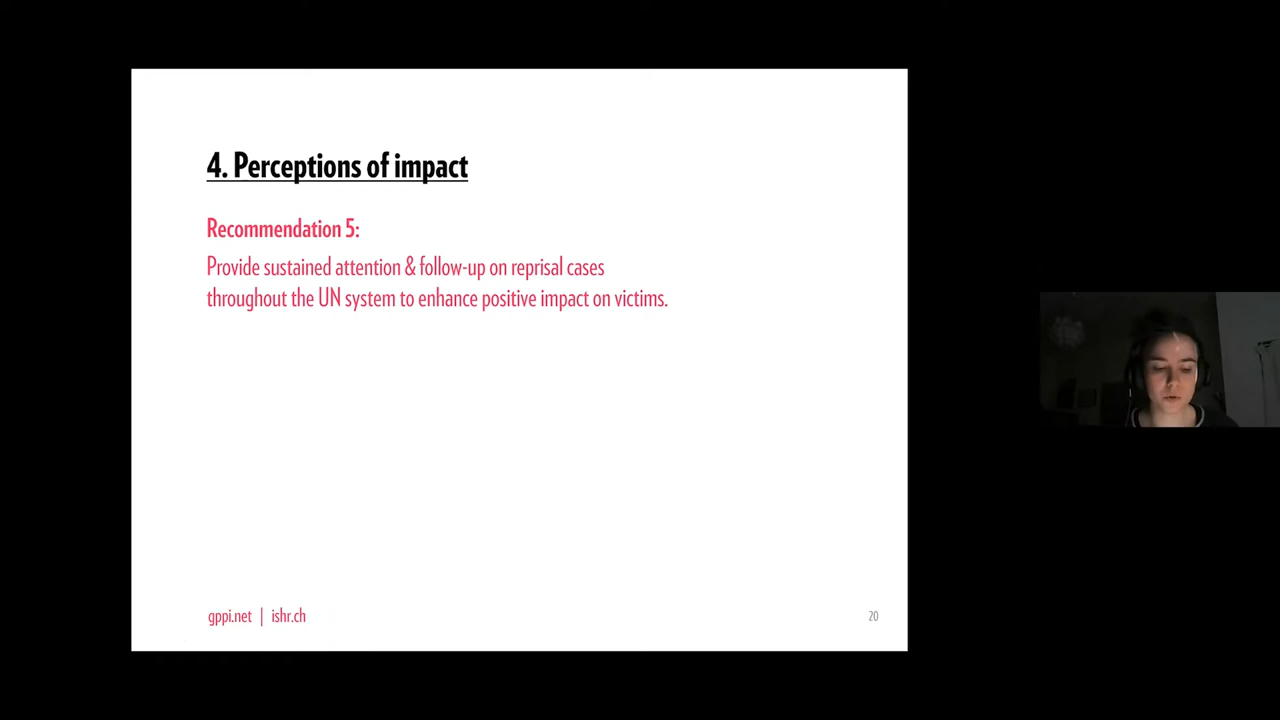 4. Perceptions of impact
Recommendation 5:
Provide sustained attention & follow-up on reprisal cases
throughout the UN system to enhance positive impact on victims.
gppi.net | ishr.ch
20